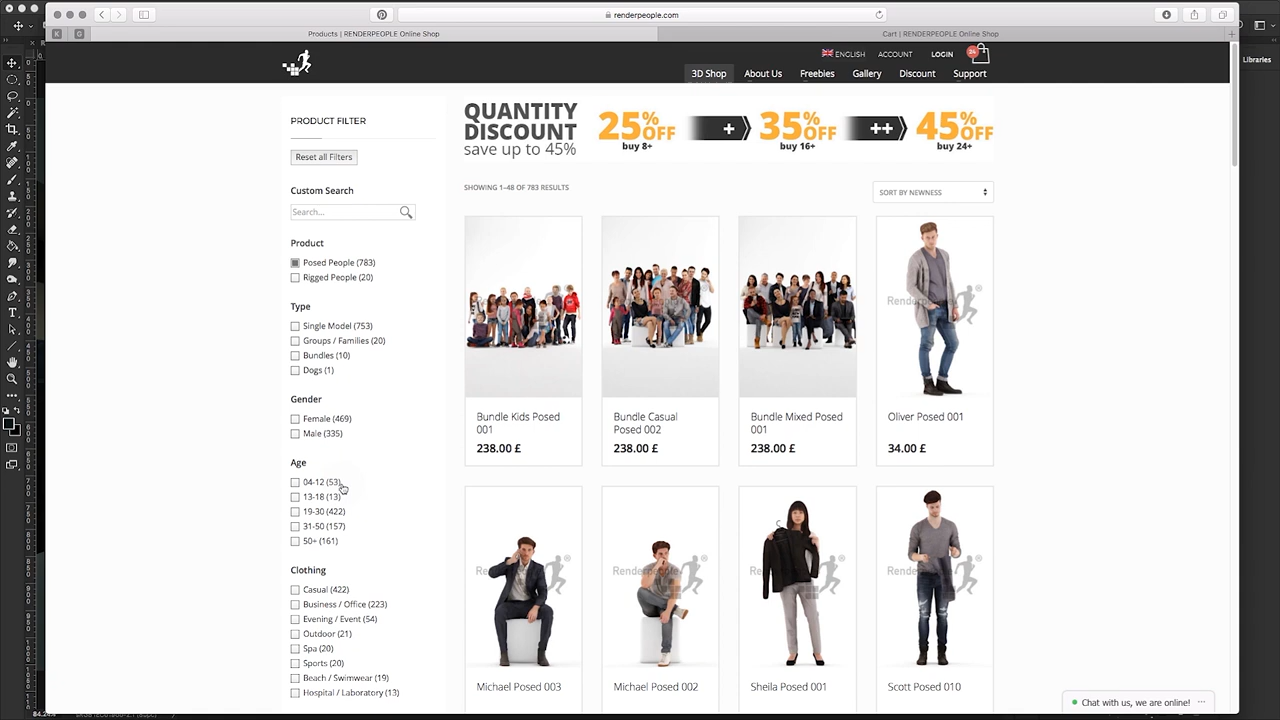 renderpeople.com
Products | RENDERPEOPLE Online Shop
Cart | RENDERPEOPLE Online Shop
Libraries
ENGLISH ACCOUNT LOGIN 24
3D Shop About Us Freebies Gallery Discount Support
PRODUCT FILTER
Reset all Filters
Custom Search
Search...
Product
Posed People (783)
Rigged People (20)
Type
Single Model (753)
Groups / Families (20)
Bundles (10)
Dogs (1)
Gender
Female (469)
Male (335)
Age
04-12 (53)
13-18 (13)
19-30 (422)
31-50 (157)
50+ (161)
Clothing
Casual (422)
Business / Office (223)
Evening / Event (54)
Outdoor (21)
Spa (20)
Sports (20)
Beach / Swimwear (19)
Hospital / Laboratory (13)
QUANTITY
DISCOUNT
save up to 45%
25% OFF
buy 8+
+
35% OFF
buy 16+
++
45% OFF
buy 24+
SHOWING 1–48 OF 783 RESULTS
SORT BY NEWNESS
Bundle Kids Posed
001
238.00 £
Bundle Casual
Posed 002
238.00 £
Bundle Mixed Posed
001
238.00 £
Renderpeople
Oliver Posed 001
34.00 £
Michael Posed 003
Renderpeople
Michael Posed 002
Renderpeople
Sheila Posed 001
Renderpeople
Scott Posed 010
Chat with us, we are online!